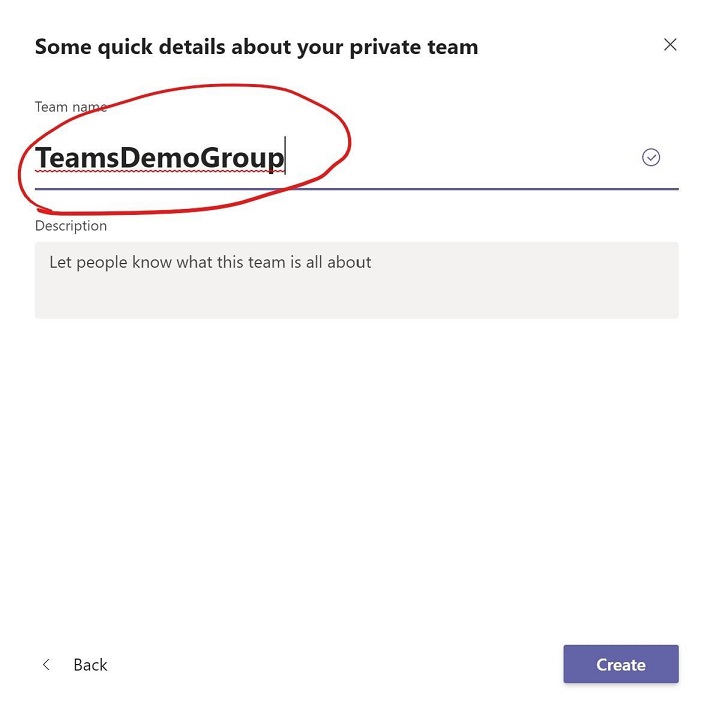 Some quick details about your private team
Team name
TeamsDemoGroup
Description
Let people know what this team is all about
Back
Create